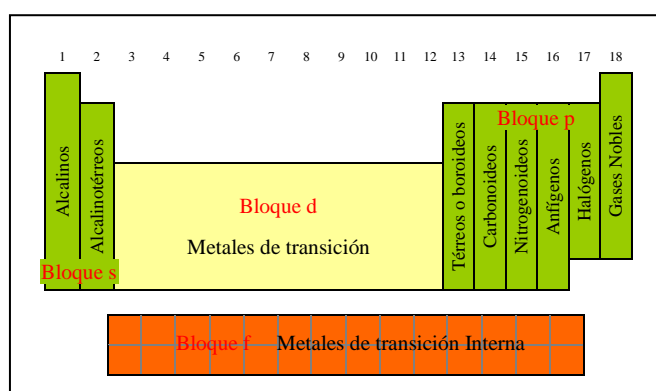 1 2 3 4 5 6 7 8 9 10 11 12 13 14 15 16 17 18
Alcalinos
Alcalinotérreos
Bloque s
Bloque d
Metales de transición
Bloque p
Térreos o boroideos
Carbonoideos
Nitrogenoideos
Anfígenos
Halógenos
Gases Nobles
Bloque f Metales de transición Interna